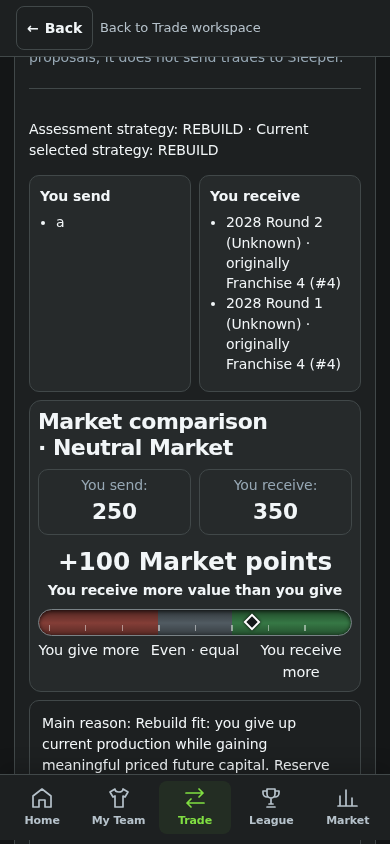 ← Back
Back to Trade workspace
proposals; it does not send trades to Sleeper.
Assessment strategy: REBUILD · Current
selected strategy: REBUILD
You send
• a
You receive
• 2028 Round 2
(Unknown) ·
originally
Franchise 4 (#4)
• 2028 Round 1
(Unknown) ·
originally
Franchise 4 (#4)
Market comparison
· Neutral Market
You send:
250
You receive:
350
+100 Market points
You receive more value than you give
You give more
Even · equal
You receive
more
Main reason: Rebuild fit: you give up
current production while gaining
meaningful priced future capital. Reserve
Home
My Team
Trade
League
Market